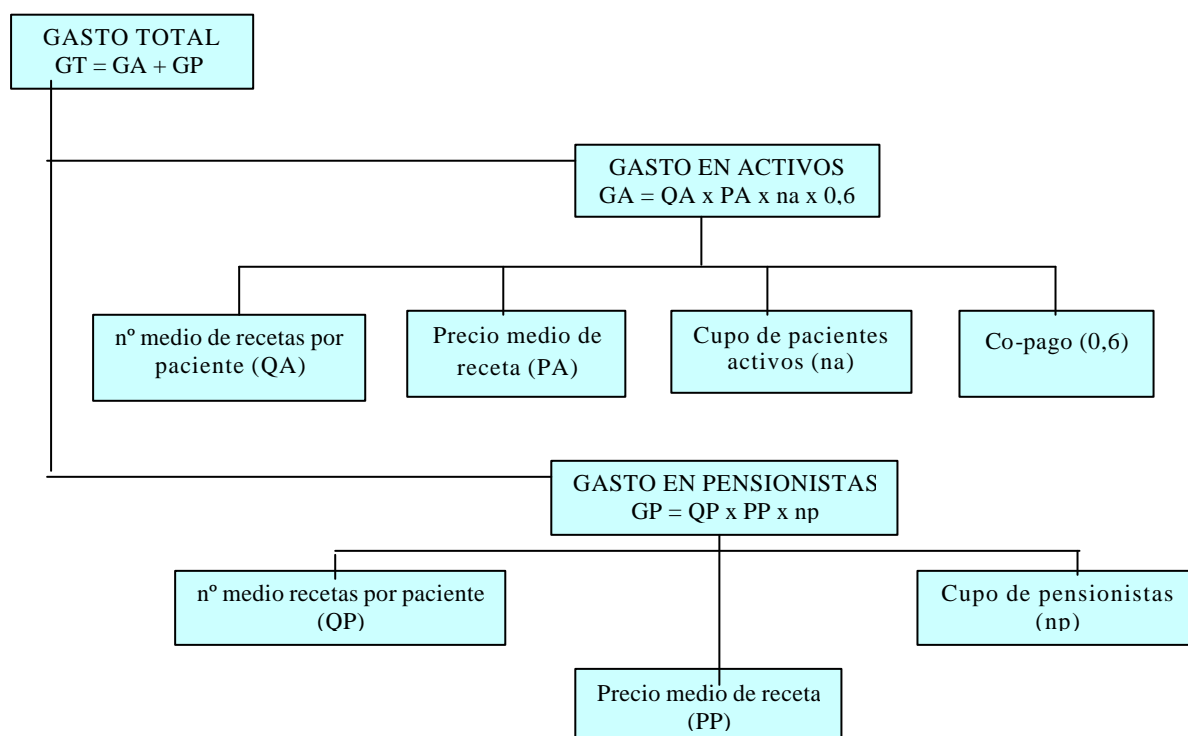 GASTO TOTAL
GT = GA + GP
GASTO EN ACTIVOS
GA = QA x PA x na x 0,6
nº medio de recetas por
paciente (QA)
Precio medio de
receta (PA)
Cupo de pacientes
activos (na)
Co-pago (0,6)
GASTO EN PENSIONISTAS
GP = QP x PP x np
nº medio recetas por paciente
(QP)
Cupo de pensionistas
(np)
Precio medio de receta
(PP)